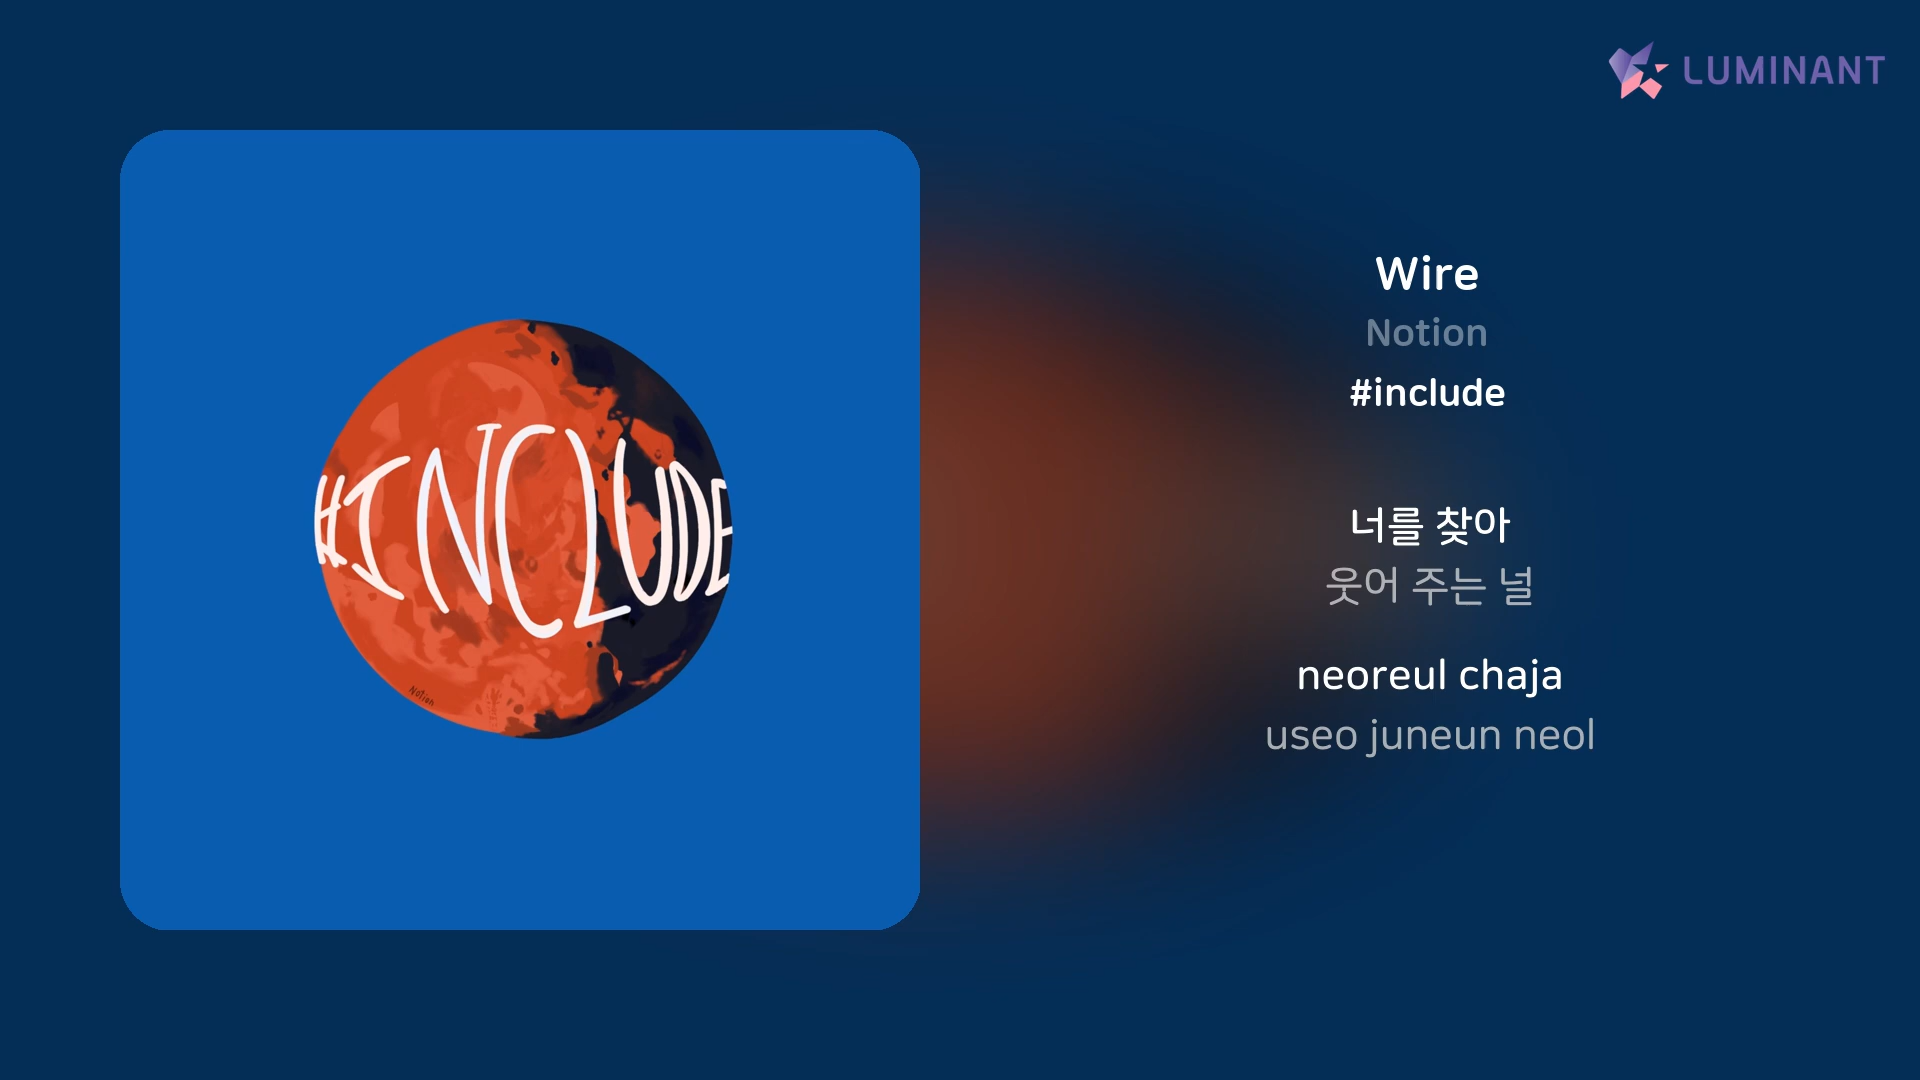 LUMINANT
#INCLUDE
Notion
Wire
Notion
#include
너를 찾아
웃어 주는 널
neoreul chaja
useo juneun neol